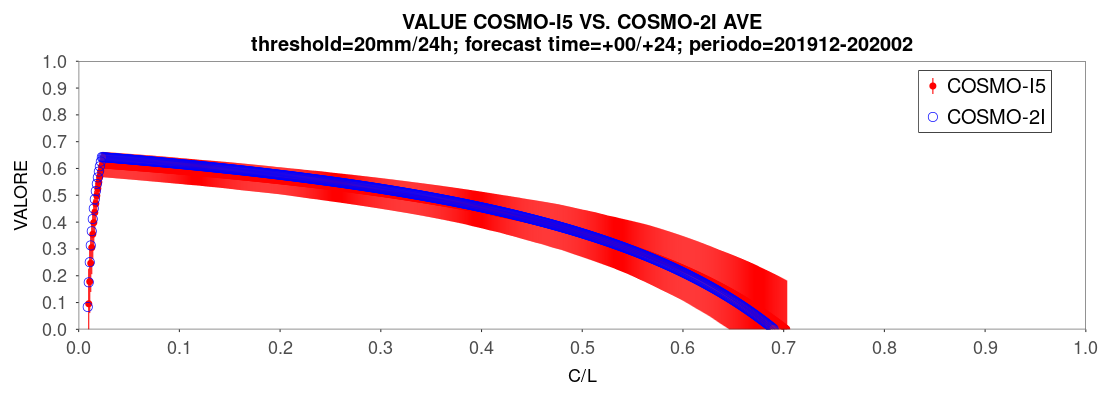 VALUE COSMO-I5 VS. COSMO-2I AVE
threshold=20mm/24h; forecast time=+00/+24; periodo=201912-202002
1.0
0.9
0.8
0.7
0.6
0.5
0.4
0.3
0.2
0.1
0.0
VALORE
COSMO-I5
COSMO-2I
0.0 0.1 0.2 0.3 0.4 0.5 0.6 0.7 0.8 0.9 1.0
C/L